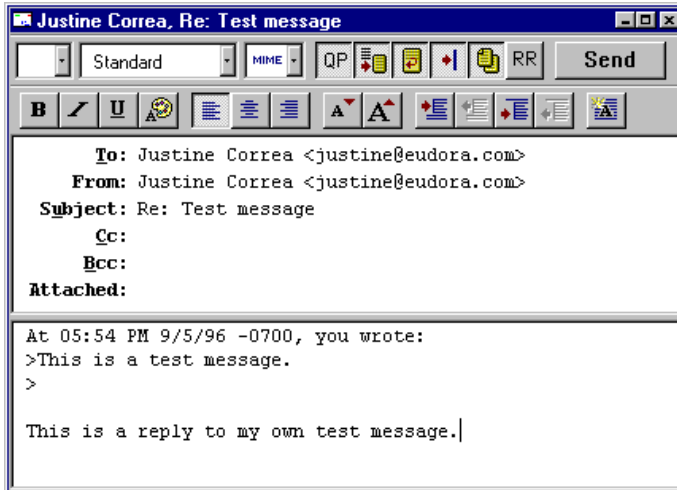 Justine Correa, Re: Test message
Standard MIME QP RR Send
B I U A A A A
To: Justine Correa <justine@eudora.com>
From: Justine Correa <justine@eudora.com>
Subject: Re: Test message
Cc:
Bcc:
Attached:
At 05:54 PM 9/5/96 -0700, you wrote:
>This is a test message.
>
This is a reply to my own test message.